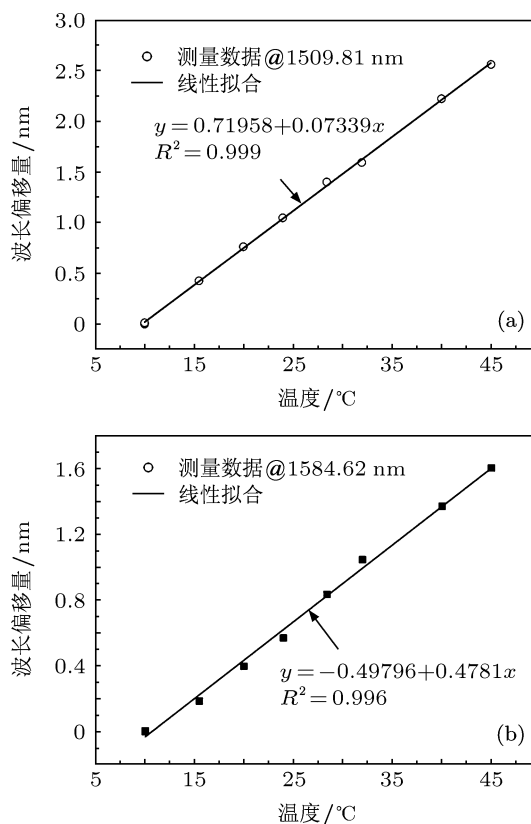 3.0
2.5
2.0
1.5
1.0
0.5
0
波长偏移量/nm
测量数据@1509.81 nm
线性拟合
y=0.71958+0.07339x
R²=0.999
(a)
5 15 25 35 45
温度/℃
1.6
1.2
0.8
0.4
0
波长偏移量/nm
测量数据@1584.62 nm
线性拟合
y=−0.49796+0.4781x
R²=0.996
(b)
5 15 25 35 45
温度/℃